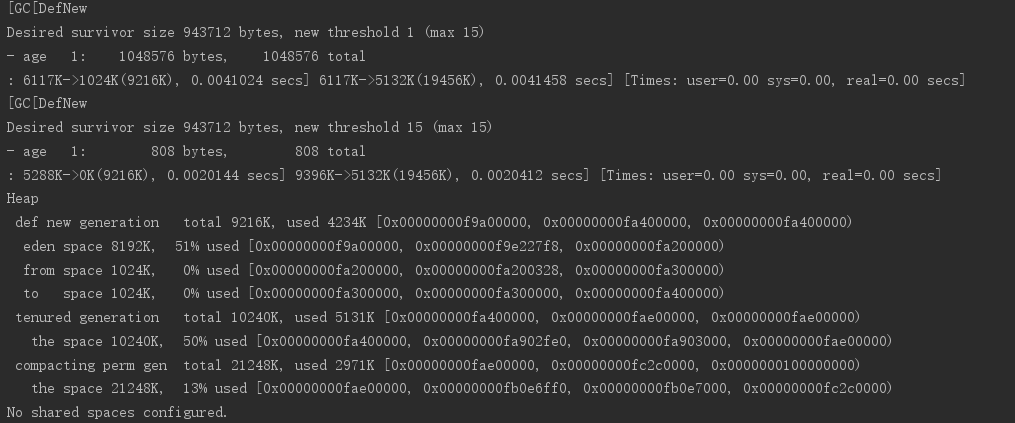 [GC[DefNew
Desired survivor size 943712 bytes, new threshold 1 (max 15)
- age   1:    1048576 bytes,    1048576 total
: 6117K->1024K(9216K), 0.0041024 secs] 6117K->5132K(19456K), 0.0041458 secs] [Times: user=0.00 sys=0.00, real=0.00 secs]
[GC[DefNew
Desired survivor size 943712 bytes, new threshold 15 (max 15)
- age   1:        808 bytes,        808 total
: 5288K->0K(9216K), 0.0020144 secs] 9396K->5132K(19456K), 0.0020412 secs] [Times: user=0.00 sys=0.00, real=0.00 secs]
Heap
 def new generation   total 9216K, used 4234K [0x00000000f9a00000, 0x00000000fa400000, 0x00000000fa400000)
  eden space 8192K,  51% used [0x00000000f9a00000, 0x00000000f9e227f8, 0x00000000fa200000)
  from space 1024K,   0% used [0x00000000fa200000, 0x00000000fa200328, 0x00000000fa300000)
  to   space 1024K,   0% used [0x00000000fa300000, 0x00000000fa300000, 0x00000000fa400000)
 tenured generation   total 10240K, used 5131K [0x00000000fa400000, 0x00000000fae00000, 0x00000000fae00000)
   the space 10240K,  50% used [0x00000000fa400000, 0x00000000fa902fe0, 0x00000000fa903000, 0x00000000fae00000)
 compacting perm gen  total 21248K, used 2971K [0x00000000fae00000, 0x00000000fc2c0000, 0x0000000100000000)
   the space 21248K,  13% used [0x00000000fae00000, 0x00000000fb0e6ff0, 0x00000000fb0e7000, 0x00000000fc2c0000)
No shared spaces configured.